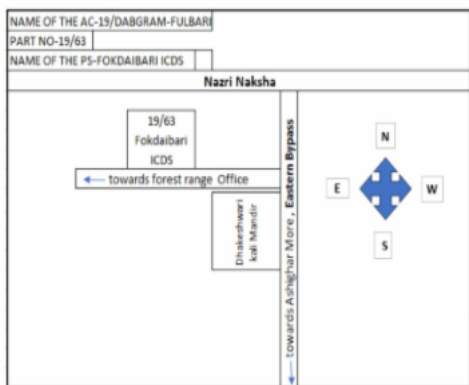 NAME OF THE AC-19/DABGRAM-FULBARI
PART NO-19/63
NAME OF THE PS-FOKDAIBARI ICDS
Nazri Naksha
19/63
Fokdaibari
ICDS
towards forest range Office
Dhakeshwari
kali Mandir
towards Ashighar More , Eastern Bypass
N
E
W
S